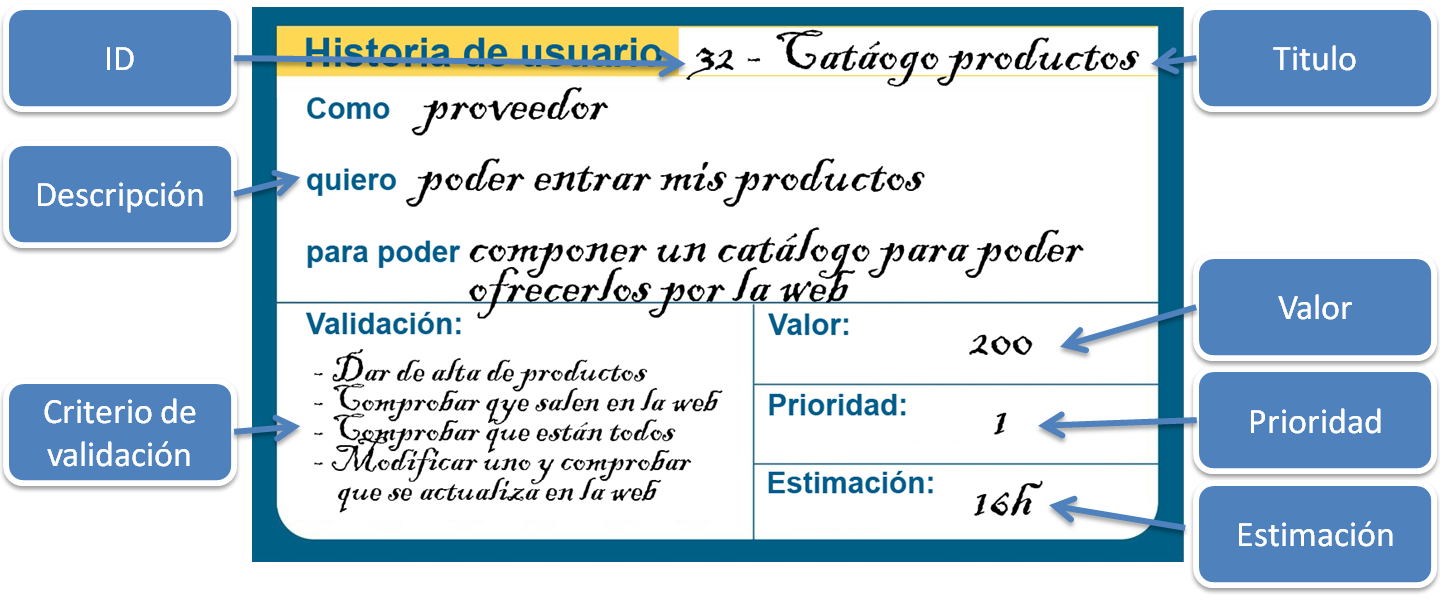 ID
Historia de usuario 32 - Catáogo productos
Titulo
Como proveedor
Descripción
quiero poder entrar mis productos
para poder componer un catálogo para poder
ofrecerlos por la web
Validación:
- Dar de alta de productos
- Comprobar qye salen en la web
- Comprobar que están todos
- Modificar uno y comprobar
que se actualiza en la web
Criterio de
validación
Valor:
200
Valor
Prioridad:
1
Prioridad
Estimación:
16h
Estimación